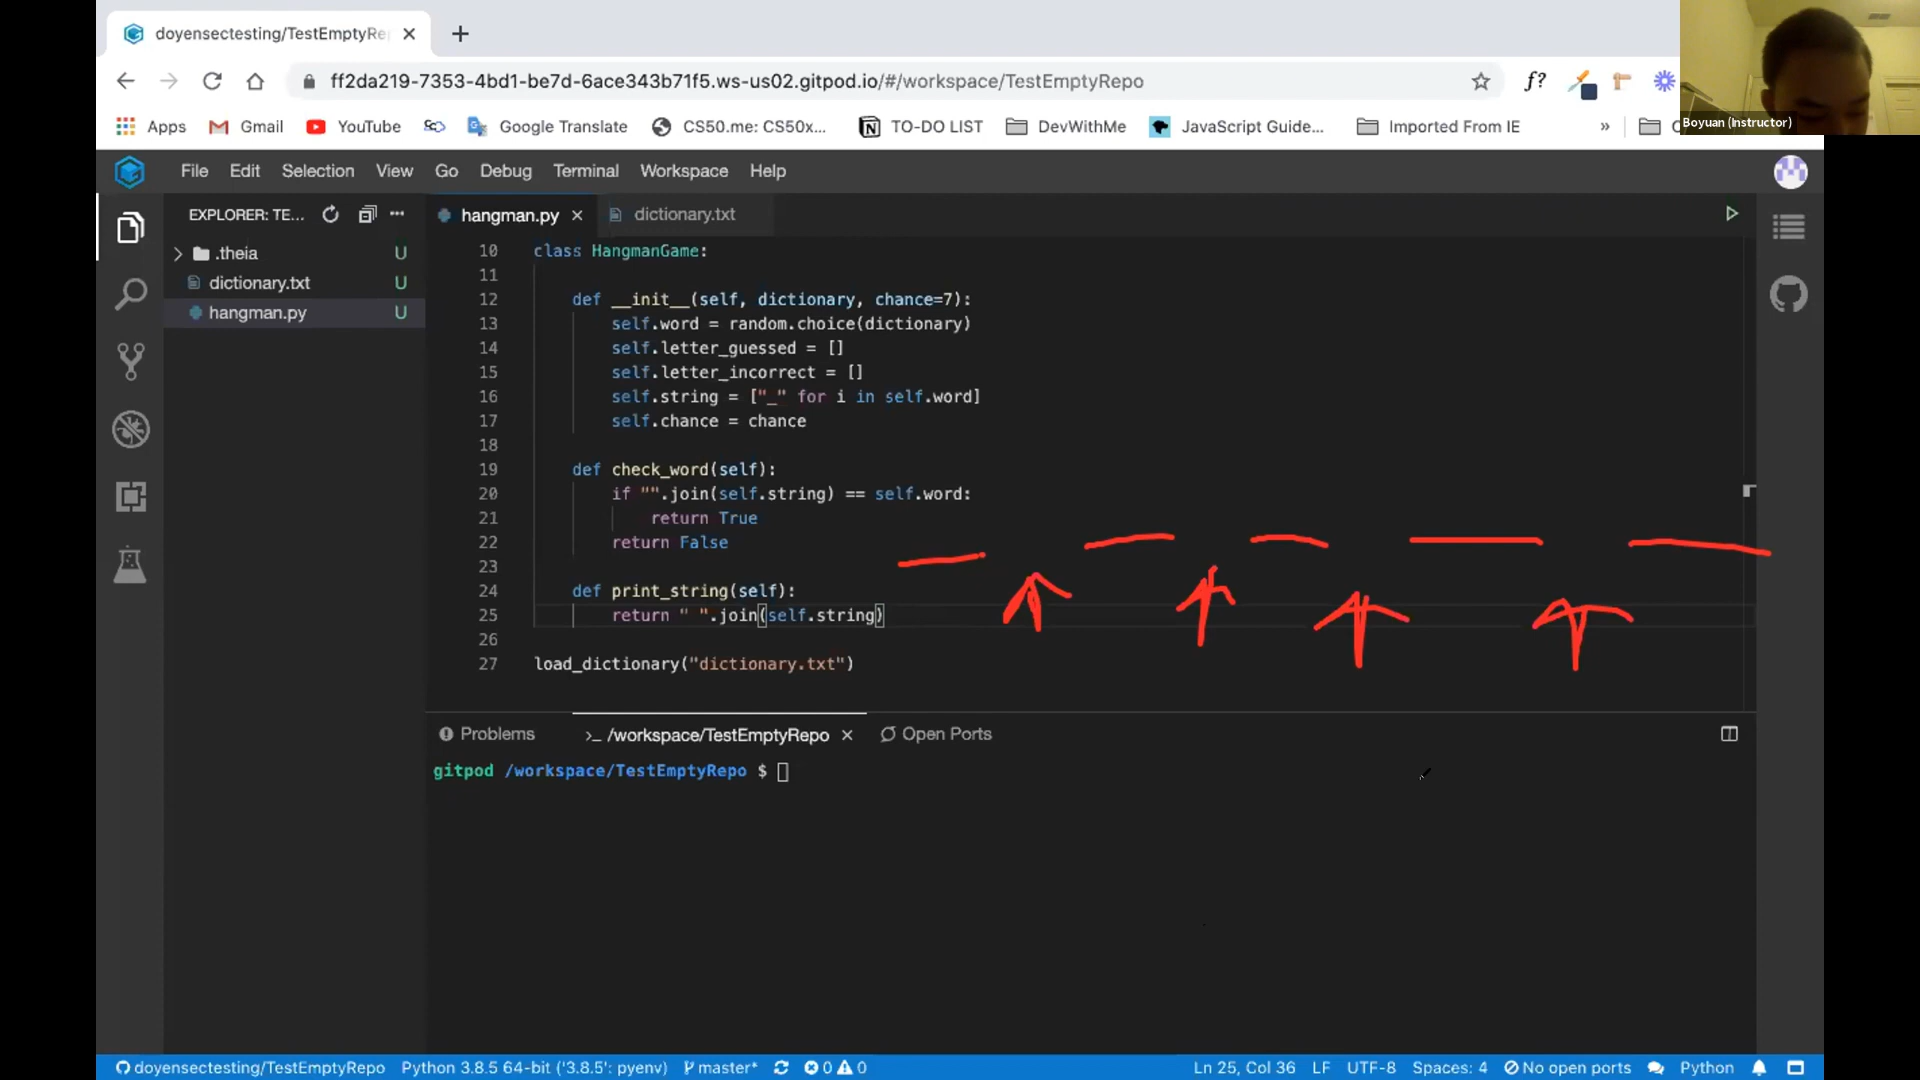 doyensectesting/TestEmptyRe
ff2da219-7353-4bd1-be7d-6ace343b71f5.ws-us02.gitpod.io/#/workspace/TestEmptyRepo
f?
Apps Gmail YouTube Google Translate CS50.me: CS50x... TO-DO LIST DevWithMe JavaScript Guide... Imported From IE »
Boyuan (Instructor)
File Edit Selection View Go Debug Terminal Workspace Help
EXPLORER: TE...
.theia U
dictionary.txt U
hangman.py U
hangman.py dictionary.txt
10 class HangmanGame:
11
12 def __init__(self, dictionary, chance=7):
13 self.word = random.choice(dictionary)
14 self.letter_guessed = []
15 self.letter_incorrect = []
16 self.string = ["_" for i in self.word]
17 self.chance = chance
18
19 def check_word(self):
20 if "".join(self.string) == self.word:
21 return True
22 return False
23
24 def print_string(self):
25 return " ".join(self.string)
26
27 load_dictionary("dictionary.txt")
Problems >_ /workspace/TestEmptyRepo Open Ports
gitpod /workspace/TestEmptyRepo $
doyensectesting/TestEmptyRepo Python 3.8.5 64-bit ('3.8.5': pyenv) master* 0 0 Ln 25, Col 36 LF UTF-8 Spaces: 4 No open ports Python